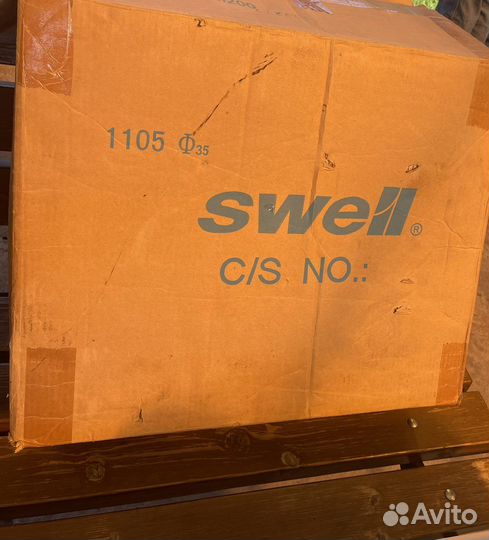 1105 Φ35
swell®
C/S NO.:
Avito